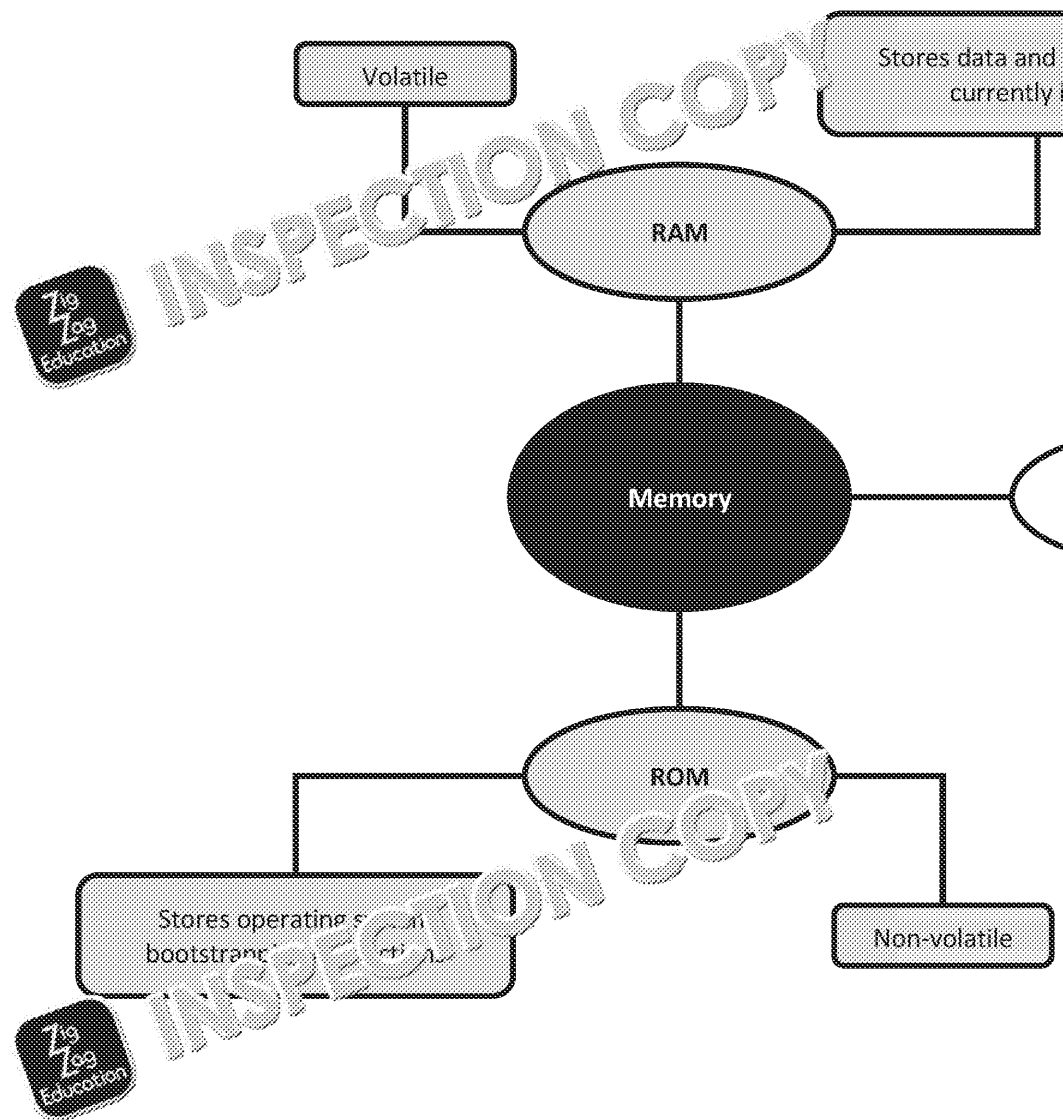 Volatile
Stores data and
currently
RAM
INSPECTION COPY
Zig
Zag
Education
Memory
ROM
Stores operating
Non-volatile
INSPECTION COPY
Zig
Zag
Education